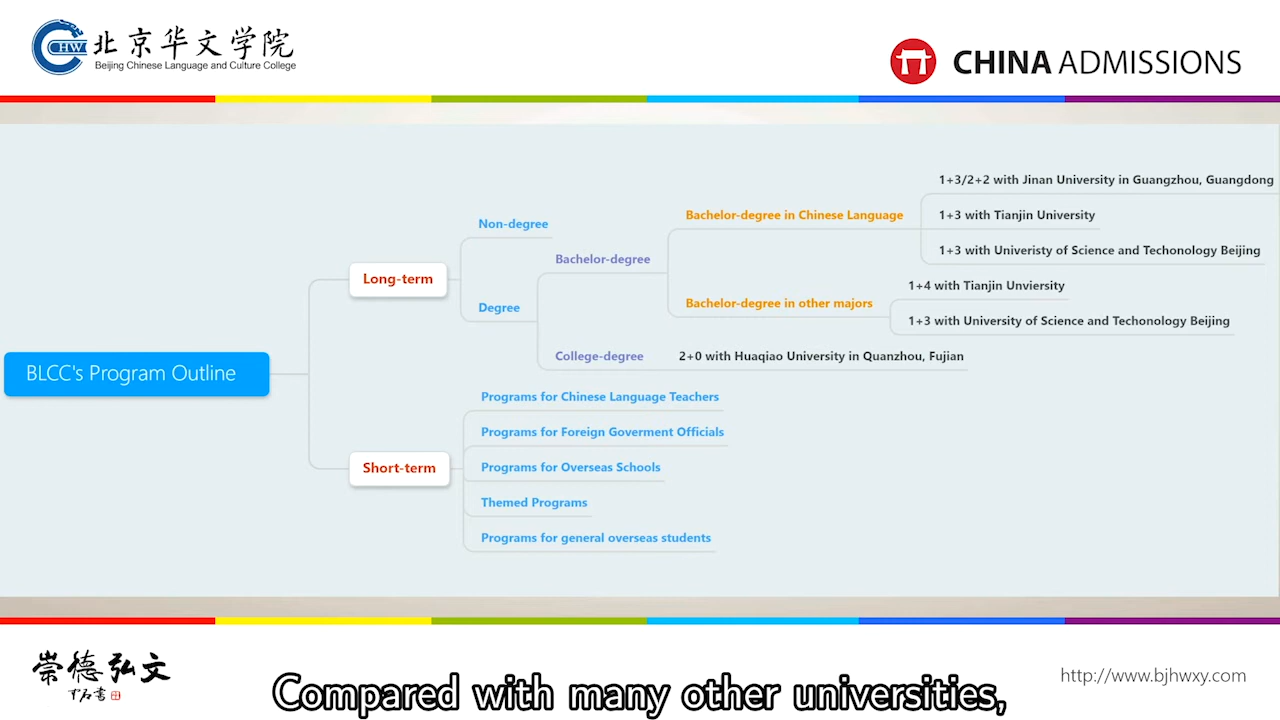 北京华文学院
Beijing Chinese Language and Culture College
CHW
CHINA ADMISSIONS
BLCC's Program Outline
Long-term
Non-degree
Degree
Bachelor-degree
Bachelor-degree in Chinese Language
1+3/2+2 with Jinan University in Guangzhou, Guangdong
1+3 with Tianjin University
1+3 with Univeristy of Science and Techonology Beijing
Bachelor-degree in other majors
1+4 with Tianjin Unviersity
1+3 with University of Science and Techonology Beijing
College-degree
2+0 with Huaqiao University in Quanzhou, Fujian
Short-term
Programs for Chinese Language Teachers
Programs for Foreign Goverment Officials
Programs for Overseas Schools
Themed Programs
Programs for general overseas students
崇德弘文
http://www.bjhwxy.com
Compared with many other universities,